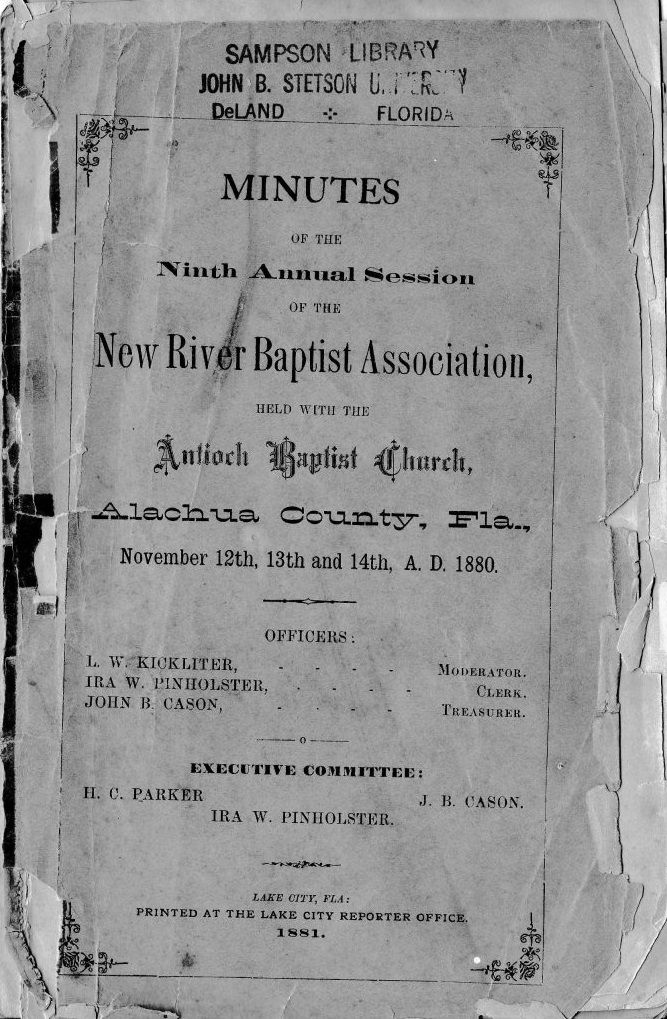 SAMPSON LIBRARY
JOHN B. STETSON
DeLAND -:- FLORIDA
MINUTES
OF THE
Ninth Annual Session
OF THE
New River Baptist Association,
HELD WITH THE
Antioch Baptist Church,
Alachua County, Fla.,
November 12th, 13th and 14th, A. D. 1880.
OFFICERS:
L. W. KICKLITER, - - - - MODERATOR.
IRA W. PINHOLSTER, - - - - CLERK.
JOHN B. CASON, - - - - TREASURER.
o
EXECUTIVE COMMITTEE:
H. C. PARKER J. B. CASON.
IRA W. PINHOLSTER.
LAKE CITY, FLA:
PRINTED AT THE LAKE CITY REPORTER OFFICE.
1881.